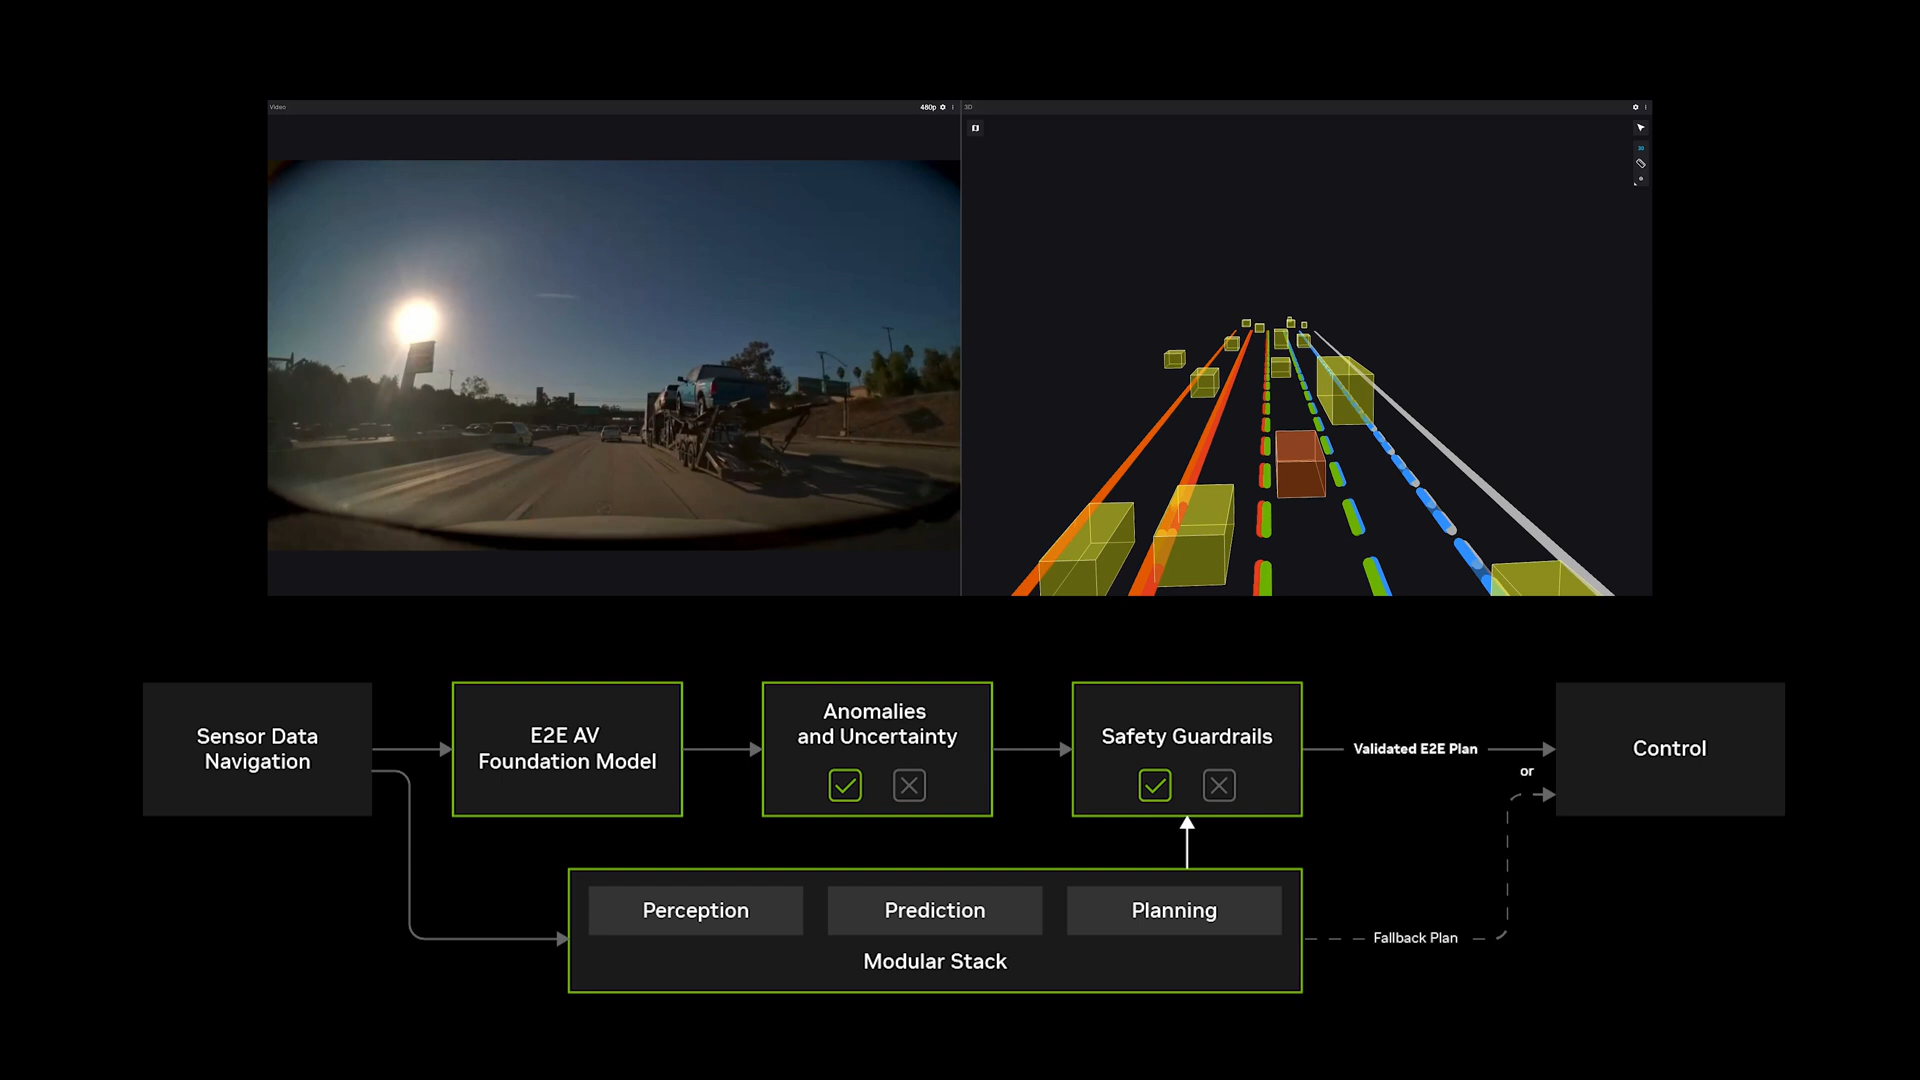 Video
480p
3D
3D
Sensor Data
Navigation
E2E AV
Foundation Model
Anomalies
and Uncertainty
Safety Guardrails
Validated E2E Plan
or
Control
Perception
Prediction
Planning
Modular Stack
Fallback Plan